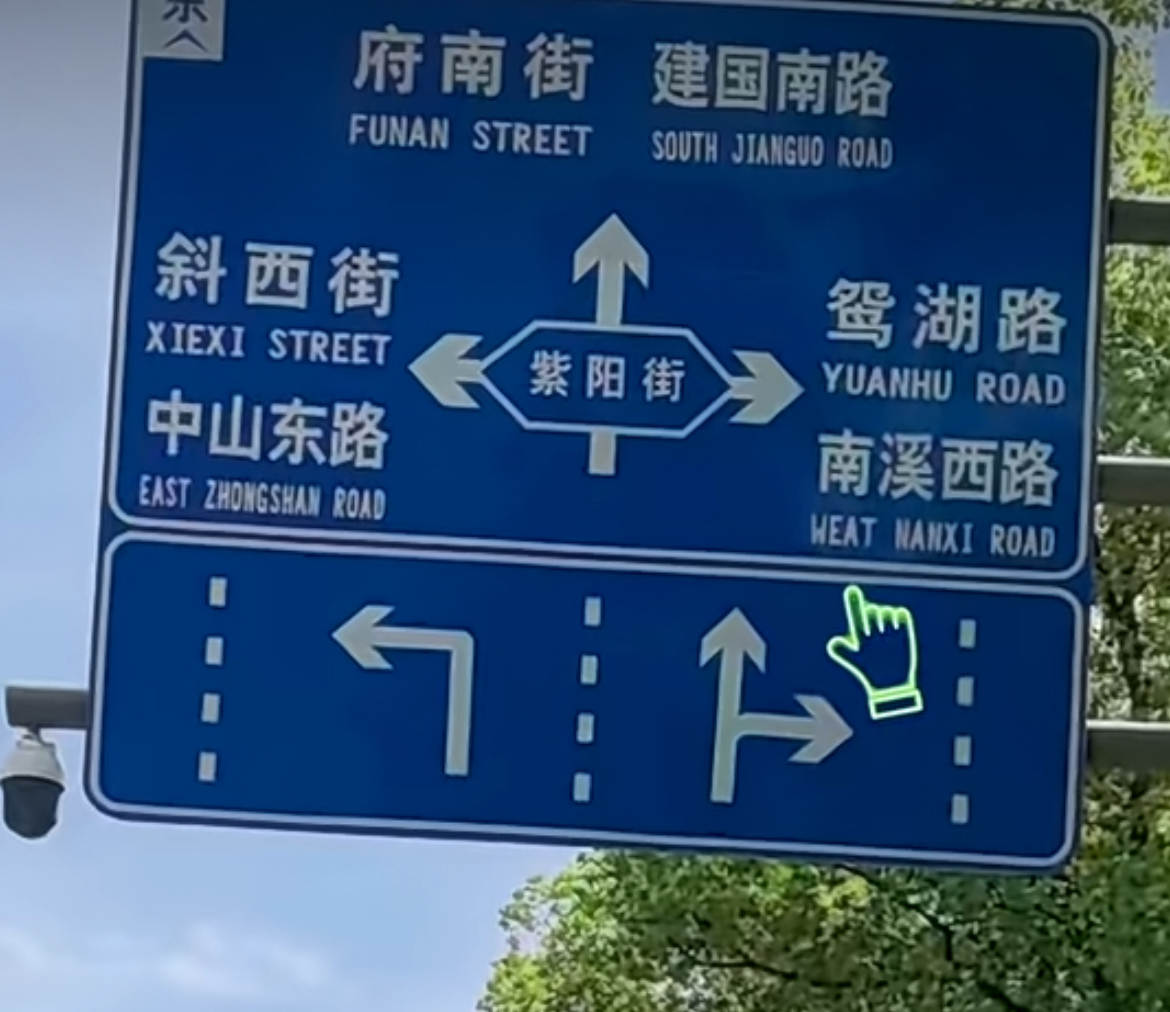 东
府南街 建国南路
FUNAN STREET SOUTH JIANGUO ROAD
斜西街
XIEXI STREET
中山东路
EAST ZHONGSHAN ROAD
紫阳街
鸳湖路
YUANHU ROAD
南溪西路
WEAT NANXI ROAD